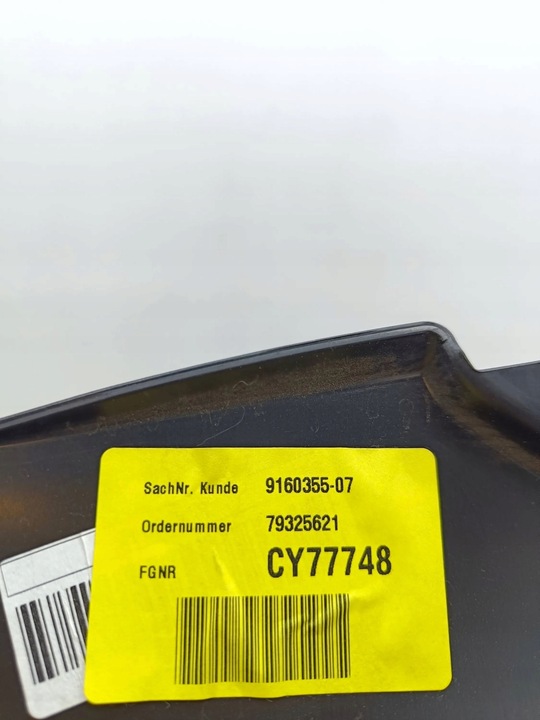 SachNr. Kunde 9160355-07
Ordernummer 79325621
FGNR CY77748